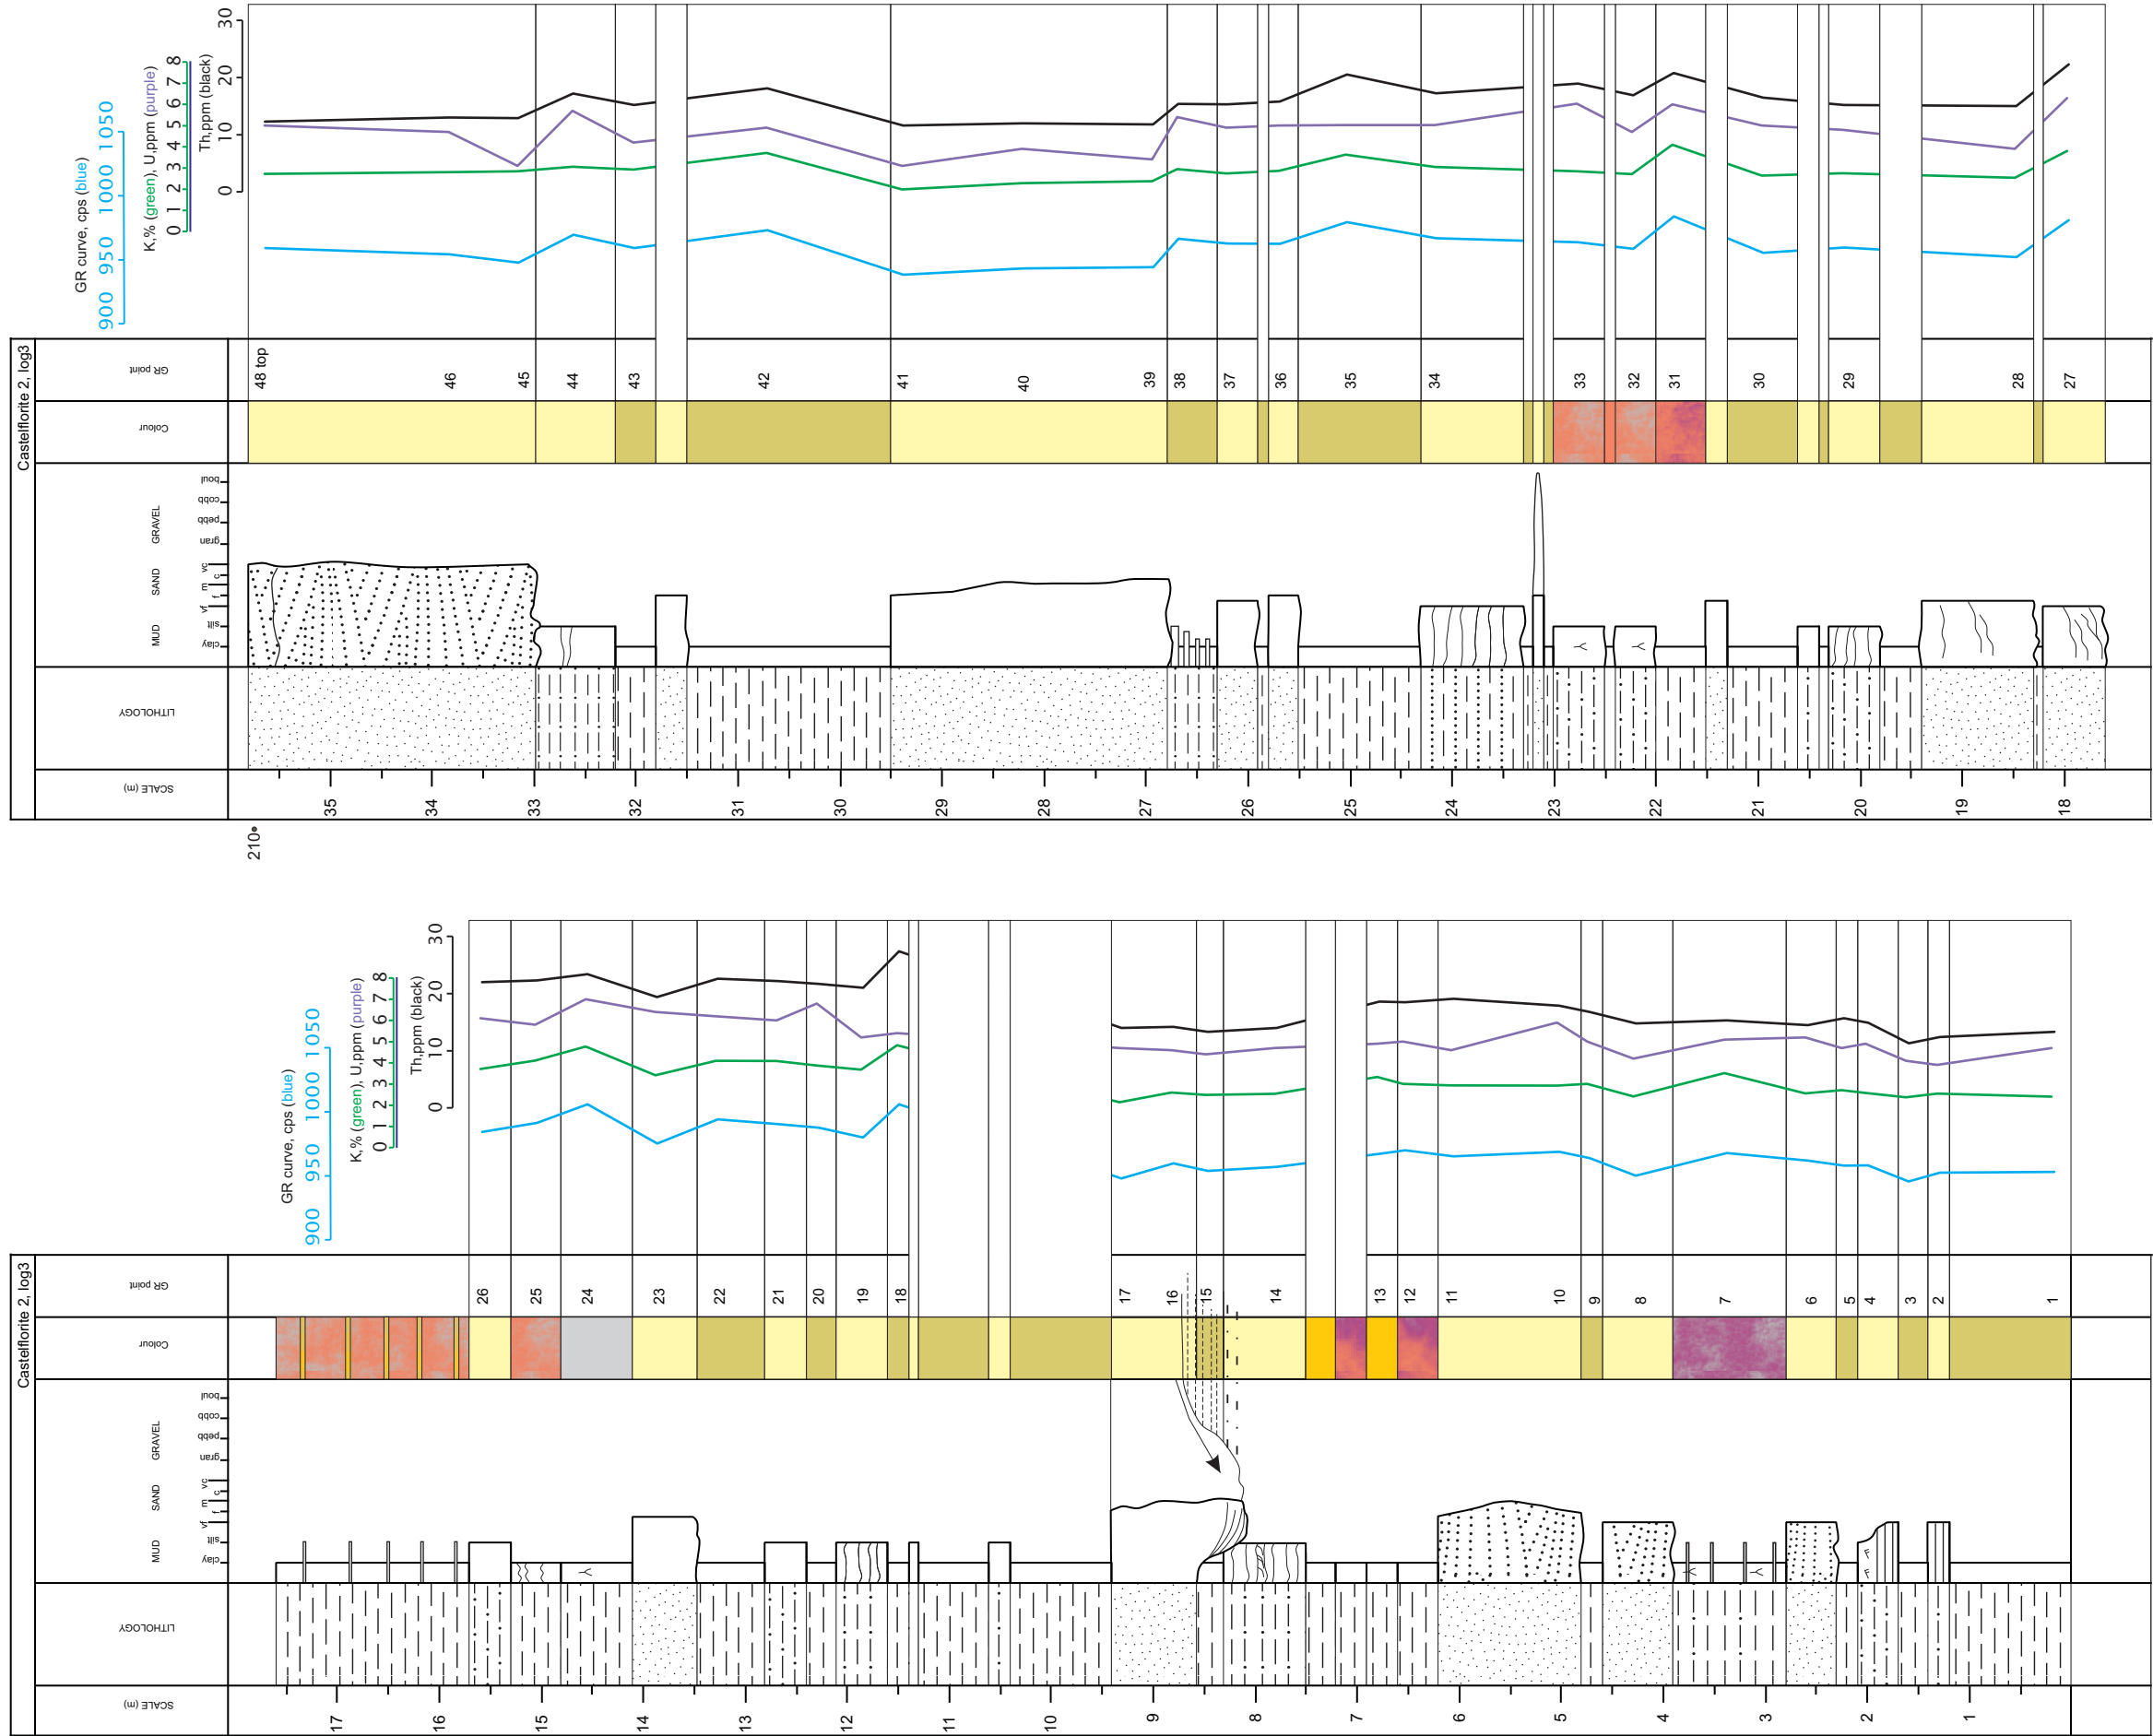 Castelflorite 2, log3
GR curve, cps (blue)
900 950 1000 1050
K,% (green), U,ppm (purple)
0 1 2 3 4 5 6 7 8
Th,ppm (black)
0 10 20 30
GR point
48 top 46 45 44 43 42 41 40 39 38 37 36 35 34 33 32 31 30 29 28 27
Colour
MUD SAND GRAVEL
clay silt vf f m c vc gran pebb cobb boul
LITHOLOGY
SCALE (m)
35 34 33 32 31 30 29 28 27 26 25 24 23 22 21 20 19 18
210•
Castelflorite 2, log3
GR curve, cps (blue)
900 950 1000 1050
K,% (green), U,ppm (purple)
0 1 2 3 4 5 6 7 8
Th,ppm (black)
0 10 20 30
GR point
26 25 24 23 22 21 20 19 18 17 16 15 14 13 12 11 10 9 8 7 6 5 4 3 2 1
Colour
MUD SAND GRAVEL
clay silt vf f m c vc gran pebb cobb boul
LITHOLOGY
SCALE (m)
17 16 15 14 13 12 11 10 9 8 7 6 5 4 3 2 1